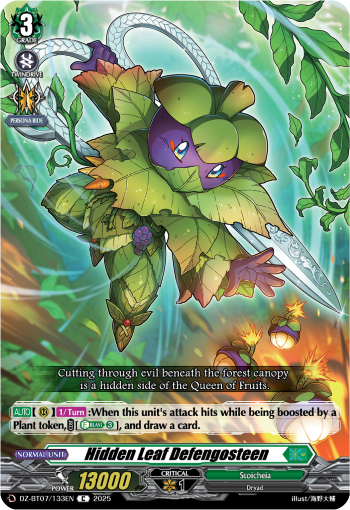 3
GRADE
TWINDRIVE
PERSONA RIDE
Cutting through evil beneath the forest canopy
is a hidden side of the Queen of Fruits.
AUTO 1/Turn :When this unit's attack hits while being boosted by a
Plant token, and draw a card.
NORMAL UNIT Hidden Leaf Defengosteen
POWER 13000 CRITICAL 1 Stoicheia
Dryad
DZ-BT07/133EN C 2025 illust/海野大輔